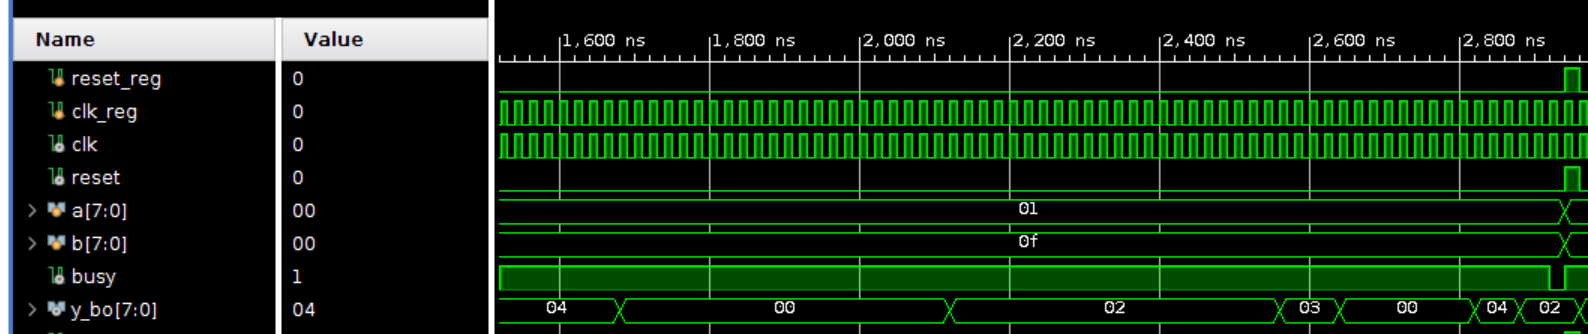 Name Value 1,600 ns 1,800 ns 2,000 ns 2,200 ns 2,400 ns 2,600 ns 2,800 ns
reset_reg 0
clk_reg 0
clk 0
reset 0
a[7:0] 00 01
b[7:0] 00 0f
busy 1
y_bo[7:0] 04 04 00 02 03 00 04 02